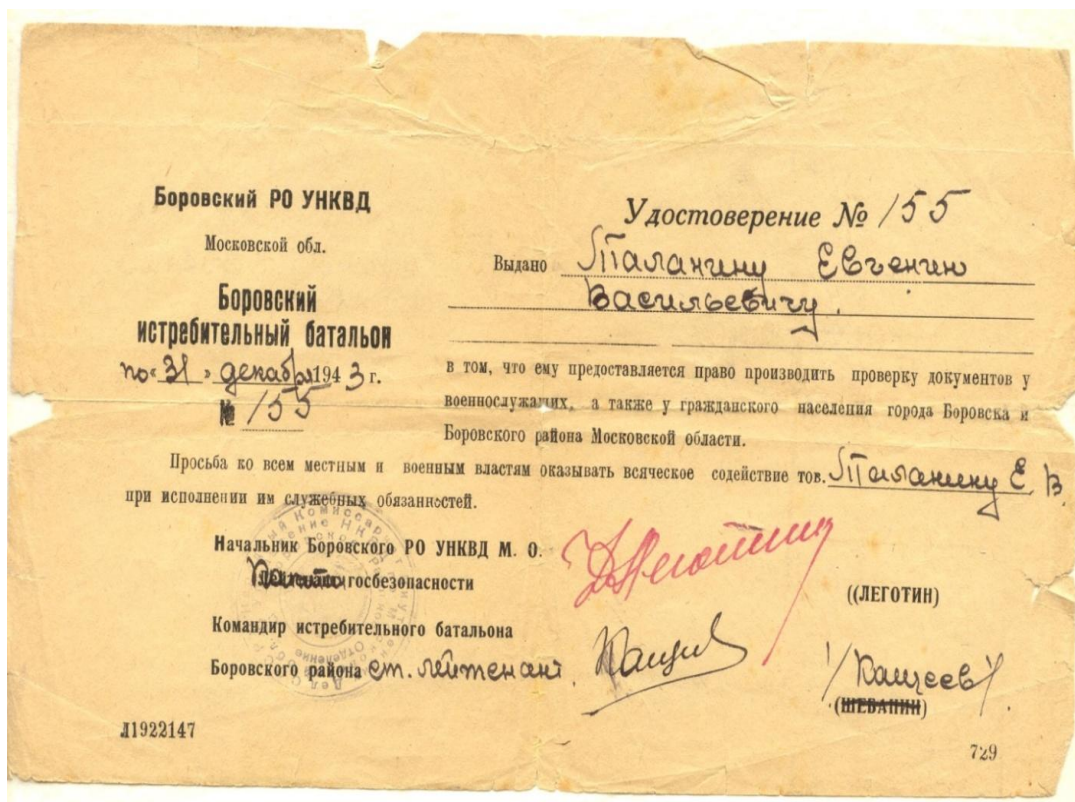 Боровский РО УНКВД
Московской обл.
Боровский
истребительный батальон
по «31» декабря 1943 г.
№ 155
Удостоверение № 155
Выдано Таланину Евгению
Васильевичу.
в том, что ему предоставляется право производить проверку документов у
военнослужащих, а также у гражданского населения города Боровска и
Боровского района Московской области.
Просьба ко всем местным и военным властям оказывать всяческое содействие тов. Таланину Е. В.
при исполнении им служебных обязанностей.
Начальник Боровского РО УНКВД М. О.
госбезопасности
((ЛЕГОТИН)
Командир истребительного батальона
Боровского района ст. лейтенант.
/Кащеев/
(ШЕВАНИН)
Л1922147
729